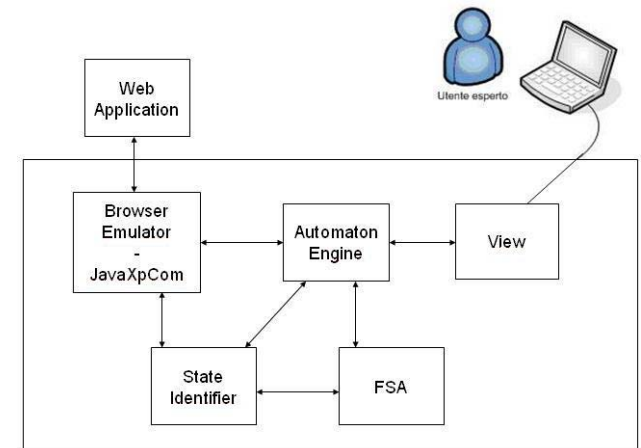 Utente esperto
Web
Application
Browser
Emulator
-
JavaXpCom
Automaton
Engine
View
State
Identifier
FSA